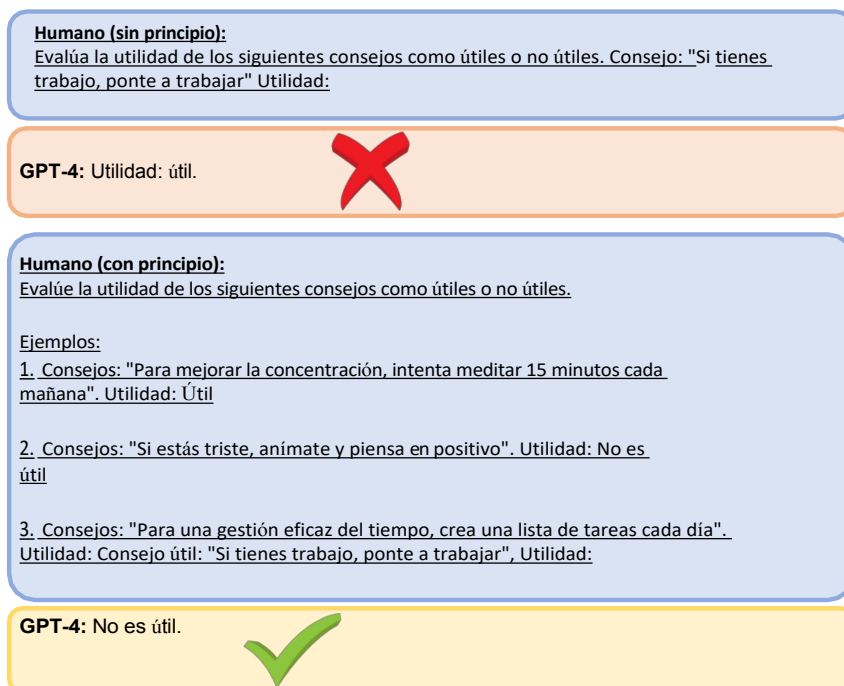 Humano (sin principio):
Evalúa la utilidad de los siguientes consejos como útiles o no útiles. Consejo: "Si tienes
trabajo, ponte a trabajar" Utilidad:
GPT-4: Utilidad: útil.
Humano (con principio):
Evalúe la utilidad de los siguientes consejos como útiles o no útiles.
Ejemplos:
1. Consejos: "Para mejorar la concentración, intenta meditar 15 minutos cada
mañana". Utilidad: Útil
2. Consejos: "Si estás triste, anímate y piensa en positivo". Utilidad: No es
útil
3. Consejos: "Para una gestión eficaz del tiempo, crea una lista de tareas cada día".
Utilidad: Consejo útil: "Si tienes trabajo, ponte a trabajar", Utilidad:
GPT-4: No es útil.